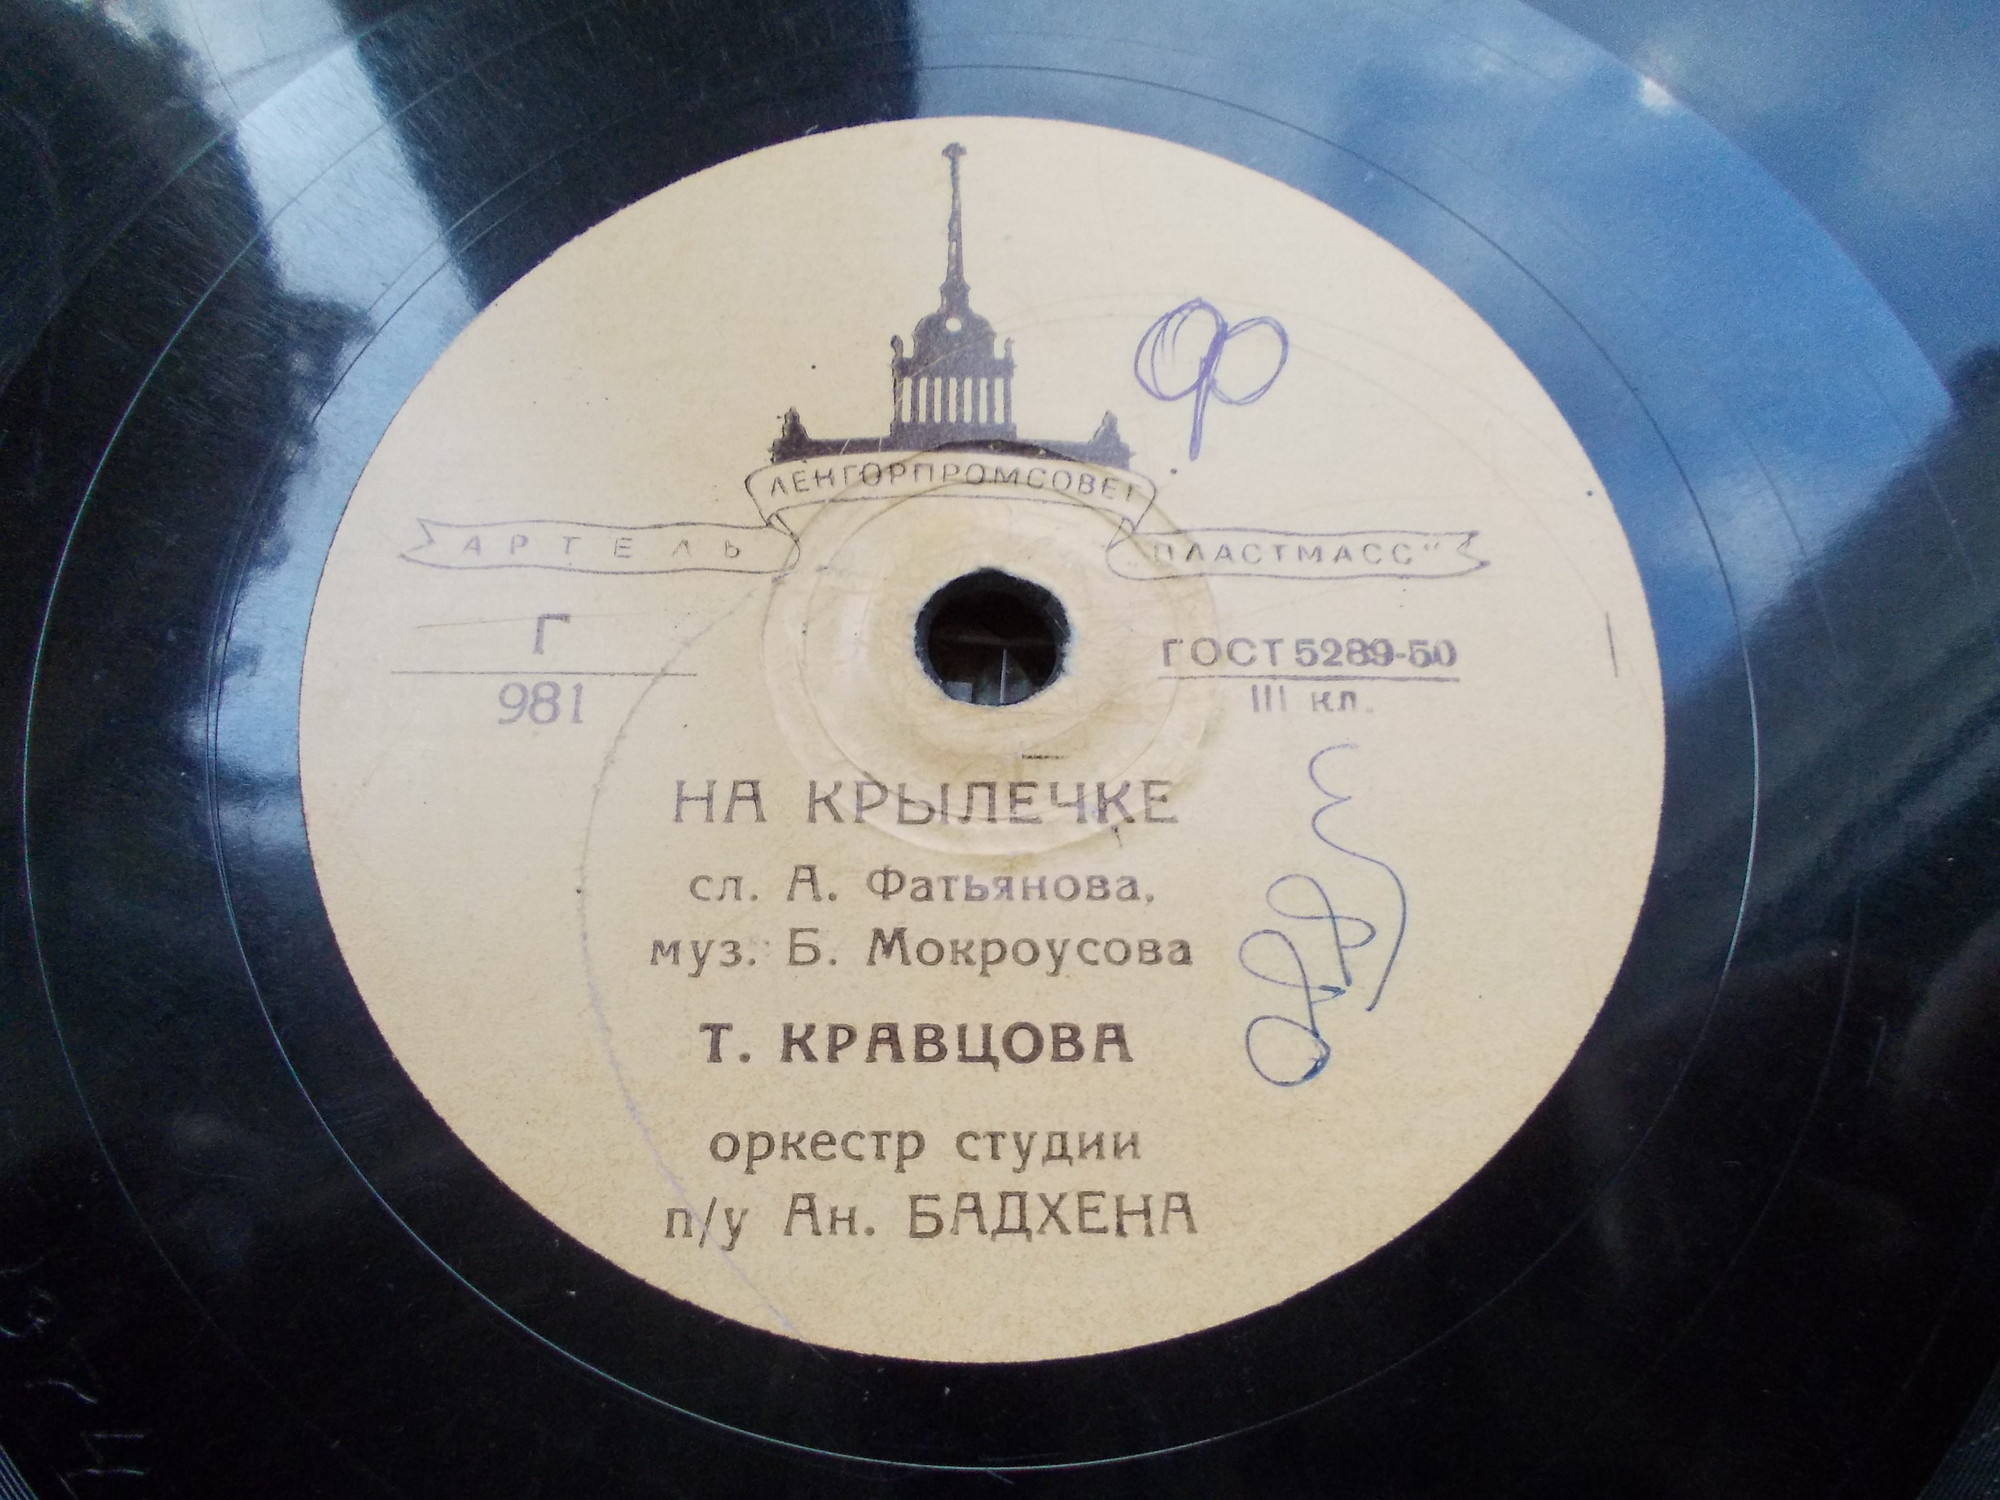 ЛЕНГОРПРОМСОВЕТ
АРТЕЛЬ „ПЛАСТМАСС“
Г
981
ГОСТ 5289-50
III кл.
НА КРЫЛЕЧКЕ
сл. А. Фатьянова,
муз. Б. Мокроусова
Т. КРАВЦОВА
оркестр студии
п/у Ан. БАДХЕНА